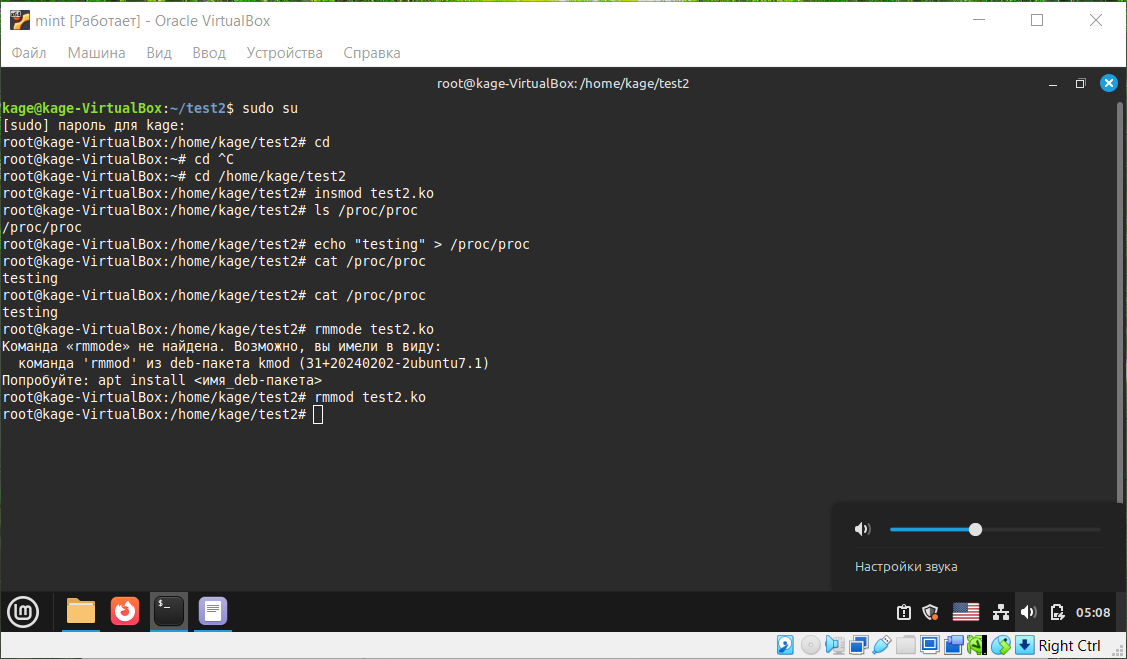 mint [Работает] - Oracle VirtualBox
Файл Машина Вид Ввод Устройства Справка
root@kage-VirtualBox: /home/kage/test2
kage@kage-VirtualBox:~/test2$ sudo su
[sudo] пароль для kage:
root@kage-VirtualBox:/home/kage/test2# cd
root@kage-VirtualBox:~# cd ^C
root@kage-VirtualBox:~# cd /home/kage/test2
root@kage-VirtualBox:/home/kage/test2# insmod test2.ko
root@kage-VirtualBox:/home/kage/test2# ls /proc/proc
/proc/proc
root@kage-VirtualBox:/home/kage/test2# echo "testing" > /proc/proc
root@kage-VirtualBox:/home/kage/test2# cat /proc/proc
testing
root@kage-VirtualBox:/home/kage/test2# cat /proc/proc
testing
root@kage-VirtualBox:/home/kage/test2# rmmode test2.ko
Команда «rmmode» не найдена. Возможно, вы имели в виду:
  команда 'rmmod' из deb-пакета kmod (31+20240202-2ubuntu7.1)
Попробуйте: apt install <имя_deb-пакета>
root@kage-VirtualBox:/home/kage/test2# rmmod test2.ko
root@kage-VirtualBox:/home/kage/test2#
Настройки звука
05:08
Right Ctrl